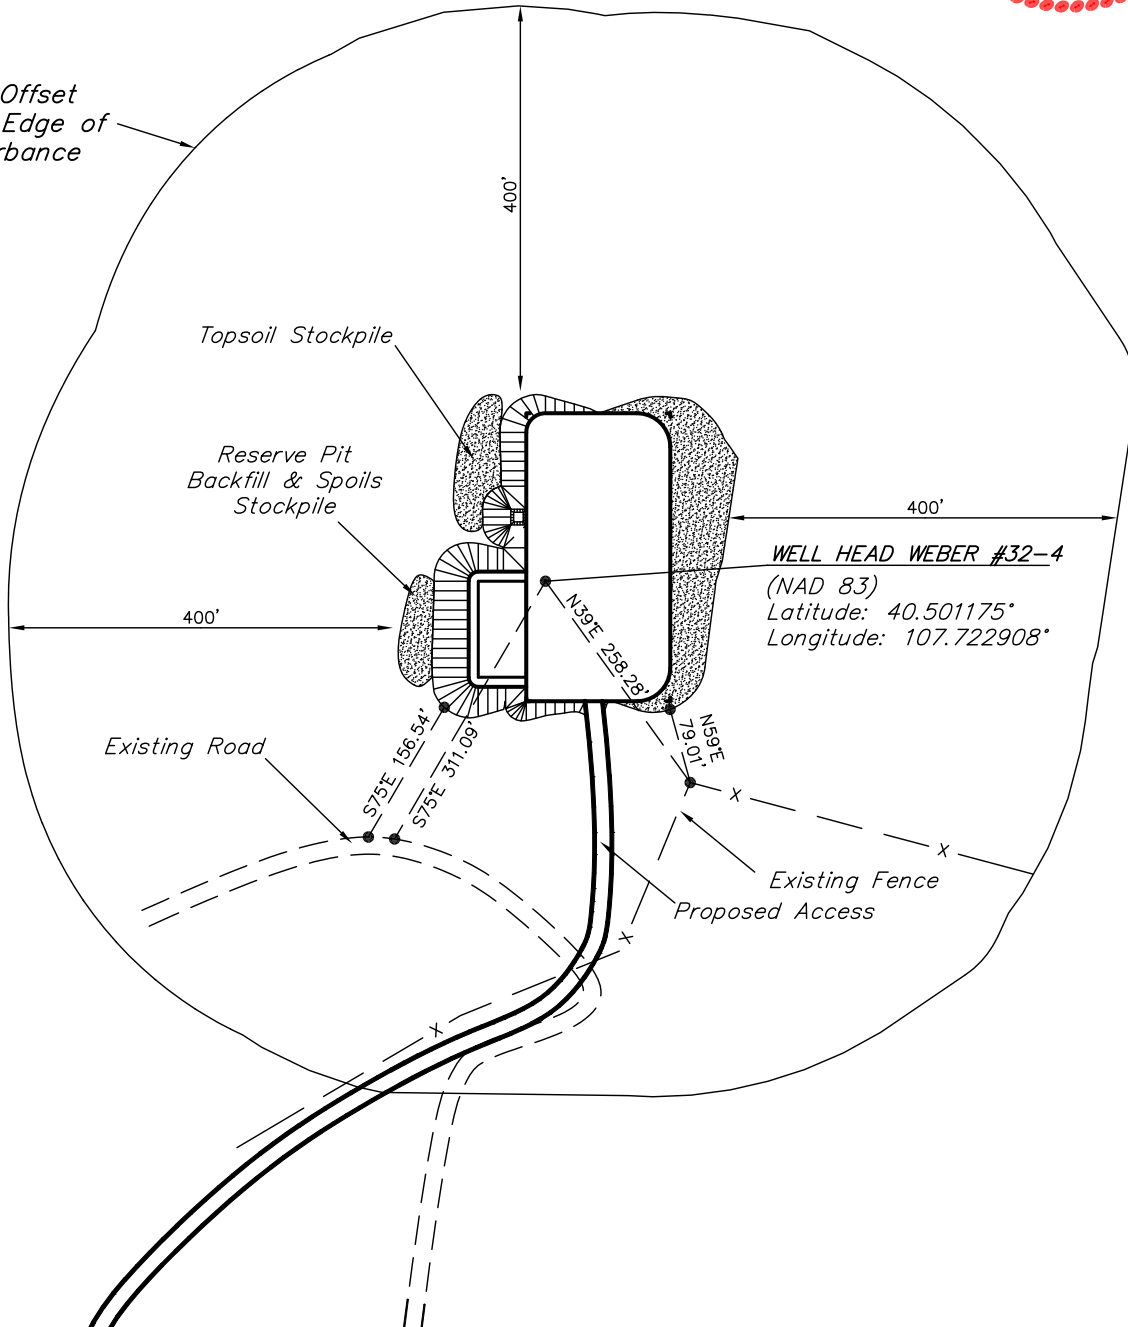 Offset
Edge of
rbance
400'
Topsoil Stockpile
Reserve Pit
Backfill & Spoils
Stockpile
400'
WELL HEAD WEBER #32-4
(NAD 83)
Latitude: 40.501175°
Longitude: 107.722908°
400'
N39°E 258.28'
N59°E
79.01'
S75°E 156.54'
S75°E 311.09'
Existing Road
X
X
Existing Fence
Proposed Access
X
X